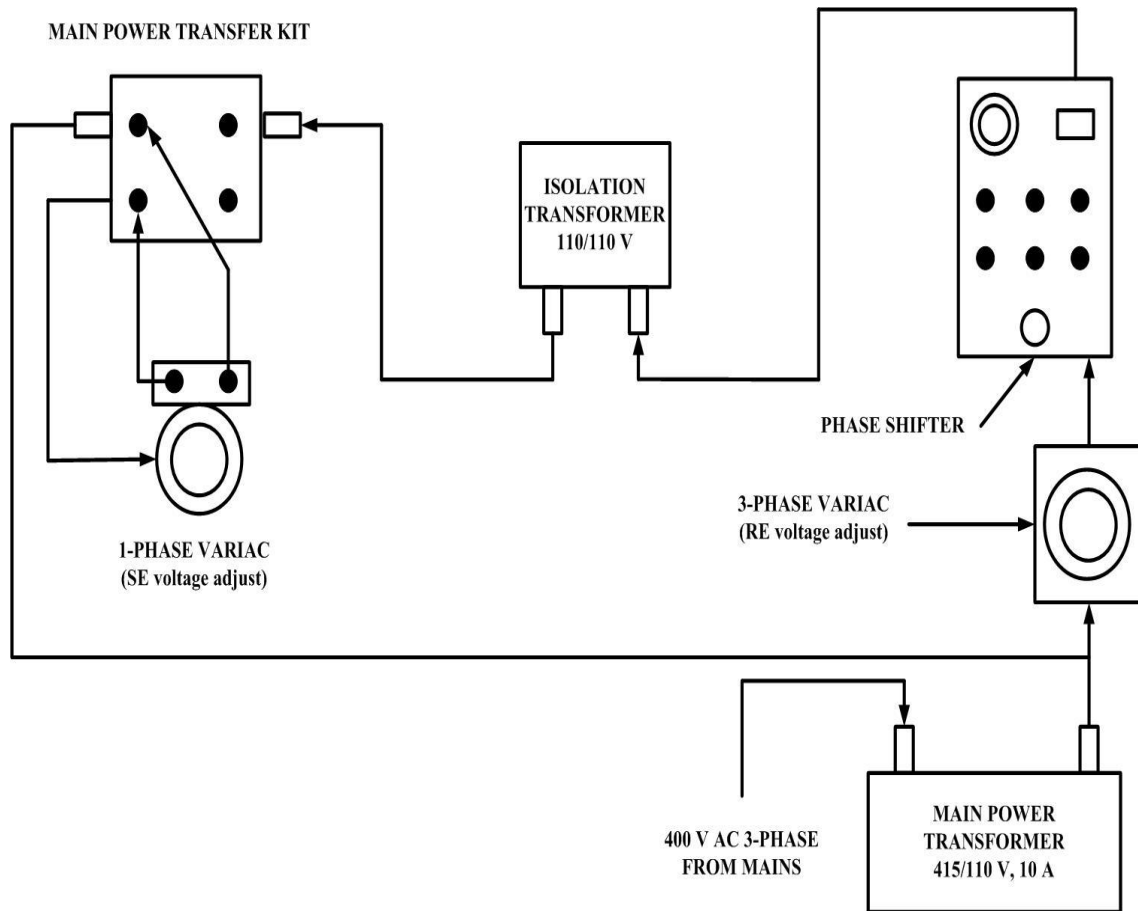 MAIN POWER TRANSFER KIT
ISOLATION
TRANSFORMER
110/110 V
PHASE SHIFTER
3-PHASE VARIAC
(RE voltage adjust)
1-PHASE VARIAC
(SE voltage adjust)
400 V AC 3-PHASE
FROM MAINS
MAIN POWER
TRANSFORMER
415/110 V, 10 A